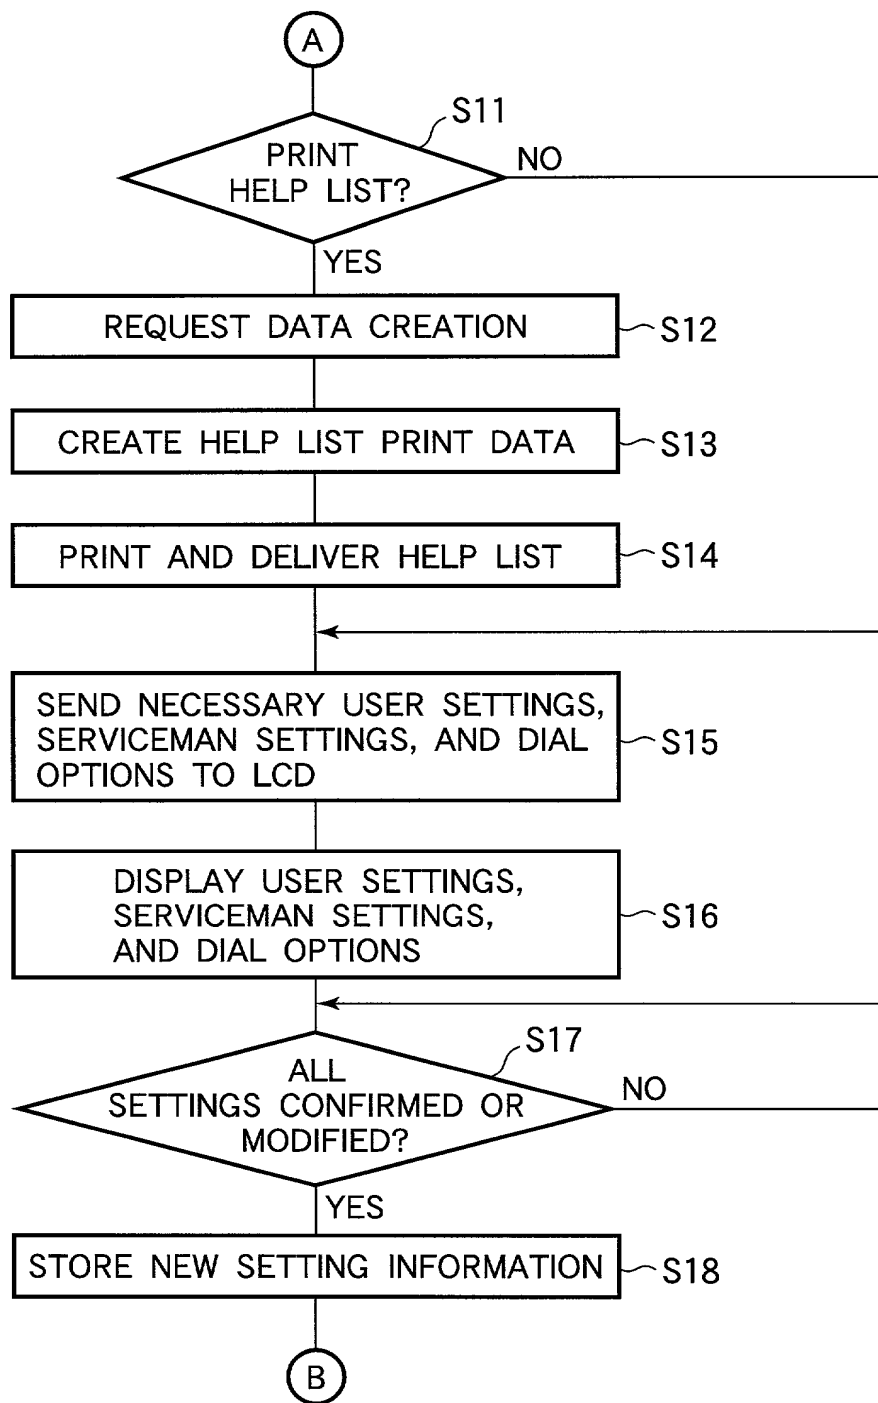 A
S11
PRINT
HELP LIST?
NO
YES
REQUEST DATA CREATION
S12
CREATE HELP LIST PRINT DATA
S13
PRINT AND DELIVER HELP LIST
S14
SEND NECESSARY USER SETTINGS,
SERVICEMAN SETTINGS, AND DIAL
OPTIONS TO LCD
S15
DISPLAY USER SETTINGS,
SERVICEMAN SETTINGS,
AND DIAL OPTIONS
S16
S17
ALL
SETTINGS CONFIRMED OR
MODIFIED?
NO
YES
STORE NEW SETTING INFORMATION
S18
B